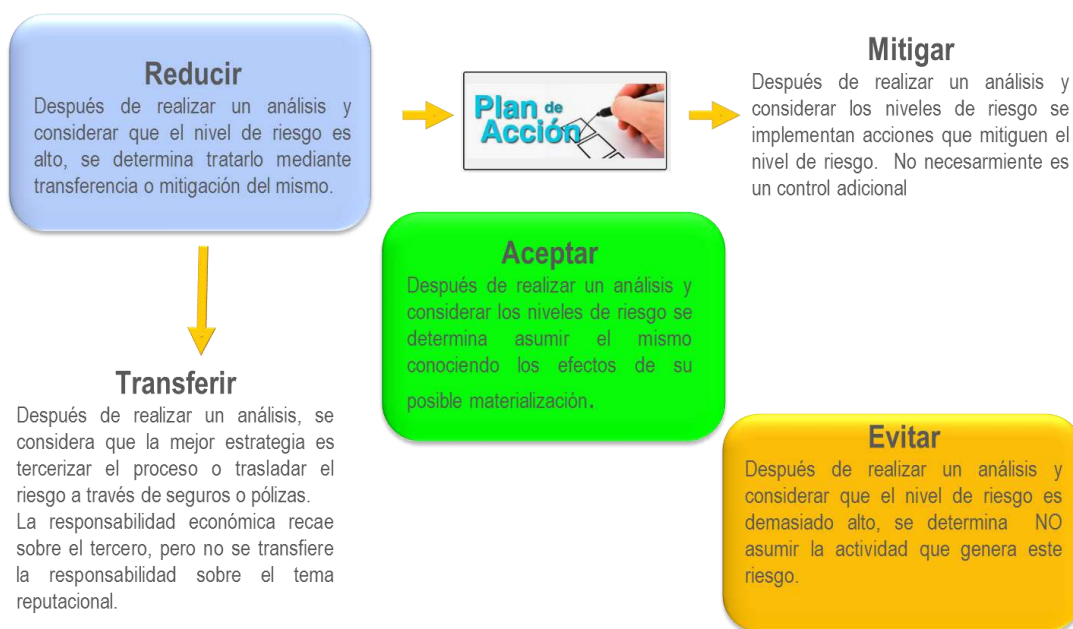 Reducir
Después de realizar un análisis y
considerar que el nivel de riesgo es
alto, se determina tratarlo mediante
transferencia o mitigación del mismo.
Plan de
Acción
Mitigar
Después de realizar un análisis y
considerar los niveles de riesgo se
implementan acciones que mitiguen el
nivel de riesgo. No necesarmiente es
un control adicional
Aceptar
Después de realizar un análisis y
considerar los niveles de riesgo se
determina asumir el mismo
conociendo los efectos de su
posible materialización.
Transferir
Después de realizar un análisis, se
considera que la mejor estrategia es
tercerizar el proceso o trasladar el
riesgo a través de seguros o pólizas.
La responsabilidad económica recae
sobre el tercero, pero no se transfiere
la responsabilidad sobre el tema
reputacional.
Evitar
Después de realizar un análisis y
considerar que el nivel de riesgo es
demasiado alto, se determina NO
asumir la actividad que genera este
riesgo.